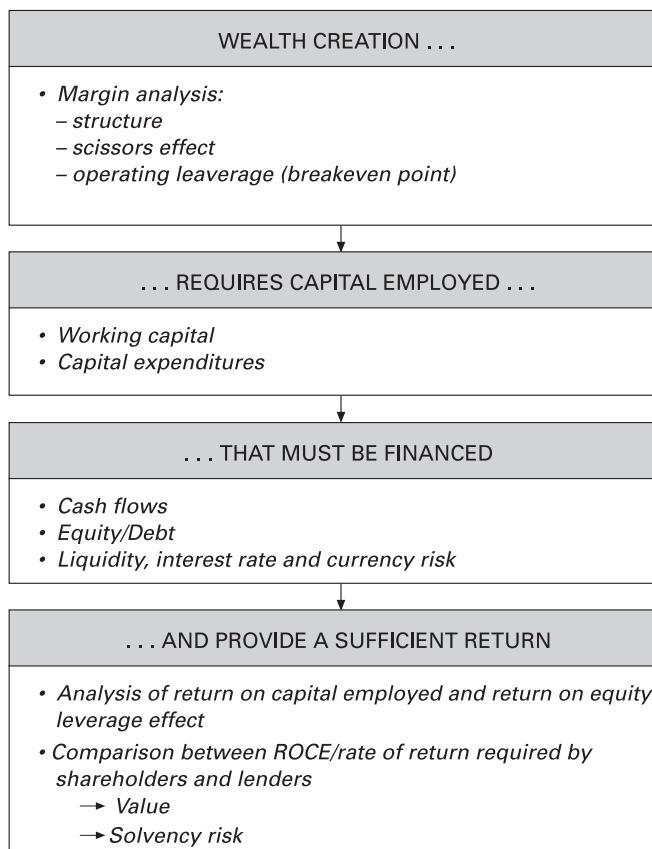 WEALTH CREATION . . .
• Margin analysis:
– structure
– scissors effect
– operating leaverage (breakeven point)
. . . REQUIRES CAPITAL EMPLOYED . . .
• Working capital
• Capital expenditures
. . . THAT MUST BE FINANCED
• Cash flows
• Equity/Debt
• Liquidity, interest rate and currency risk
. . . AND PROVIDE A SUFFICIENT RETURN
• Analysis of return on capital employed and return on equity
leverage effect
• Comparison between ROCE/rate of return required by
shareholders and lenders
→ Value
→ Solvency risk